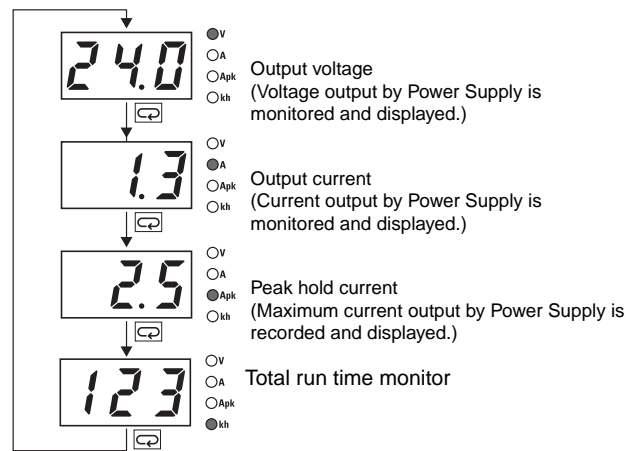 24.0
V
A
Apk
kh
Output voltage
(Voltage output by Power Supply is
monitored and displayed.)
1.3
V
A
Apk
kh
Output current
(Current output by Power Supply is
monitored and displayed.)
2.5
V
A
Apk
kh
Peak hold current
(Maximum current output by Power Supply is
recorded and displayed.)
123
V
A
Apk
kh
Total run time monitor